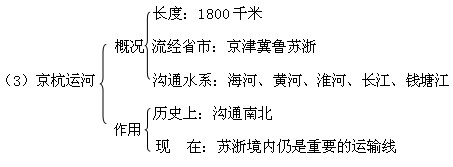 长度：1800千米
概况
流经省市：京津冀鲁苏浙
沟通水系：海河、黄河、淮河、长江、钱塘江
（3）京杭运河
历史上：沟通南北
作用
现　在：苏浙境内仍是重要的运输线